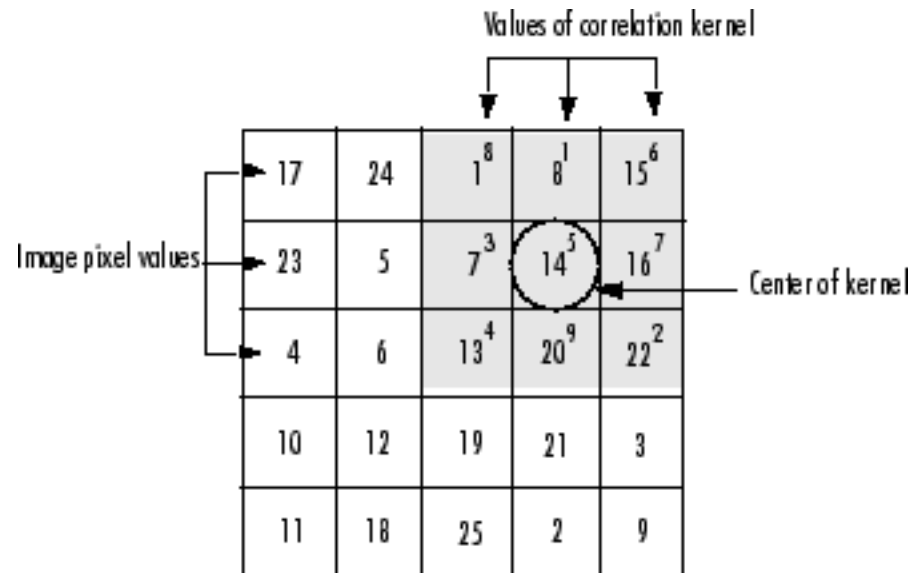 Values of correlation kernel
17 24 1 8 8 1 15 6
Image pixel values 23 5 7 3 14 5 16 7
Center of kernel
4 6 13 4 20 9 22 2
10 12 19 21 3
11 18 25 2 9